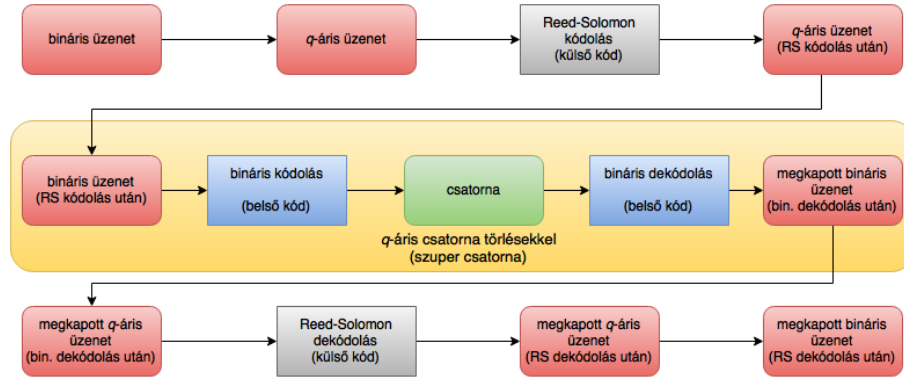 bináris üzenet
q-áris üzenet
Reed-Solomon
kódolás
(külső kód)
q-áris üzenet
(RS kódolás után)
bináris üzenet
(RS kódolás után)
bináris kódolás
(belső kód)
csatorna
bináris dekódolás
(belső kód)
megkapott bináris
üzenet
(bin. dekódolás után)
q-áris csatorna törlésekkel
(szuper csatorna)
megkapott q-áris
üzenet
(bin. dekódolás után)
Reed-Solomon
dekódolás
(külső kód)
megkapott q-áris
üzenet
(RS dekódolás után)
megkapott bináris
üzenet
(RS dekódolás után)